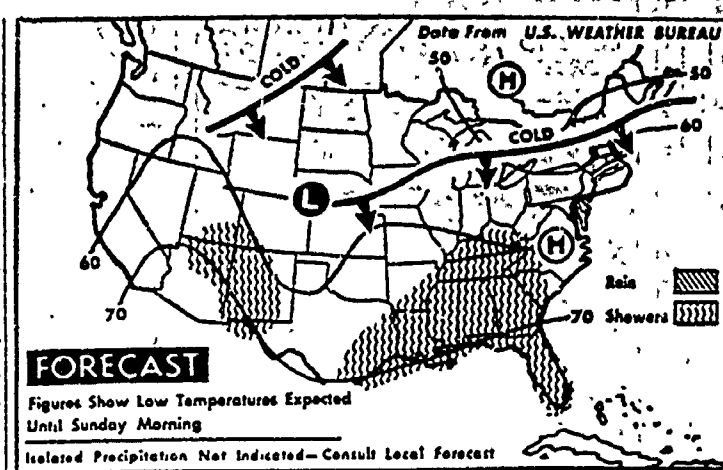 Data From U.S. WEATHER BUREAU
50
H
50
COLD
COLD
60
L
H
60
70
Rain
70 Showers
FORECAST
Figures Show Low Temperatures Expected
Until Sunday Morning
Isolated Precipitation Not Indicated—Consult Local Forecast